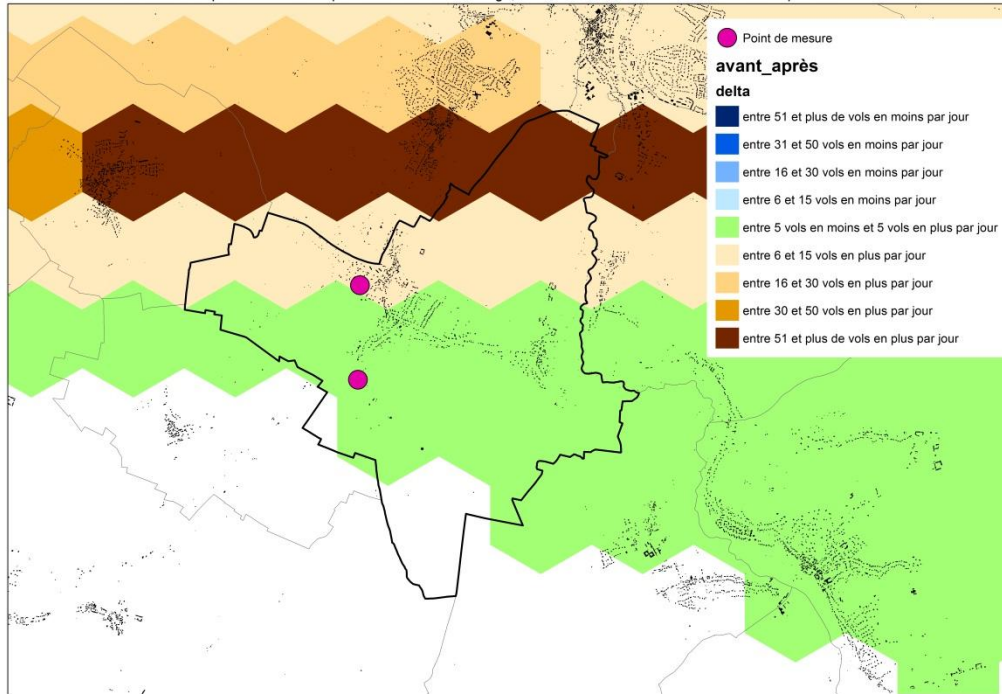 Point de mesure
avant_après
delta
entre 51 et plus de vols en moins par jour
entre 31 et 50 vols en moins par jour
entre 16 et 30 vols en moins par jour
entre 6 et 15 vols en moins par jour
entre 5 vols en moins et 5 vols en plus par jour
entre 6 et 15 vols en plus par jour
entre 16 et 30 vols en plus par jour
entre 30 et 50 vols en plus par jour
entre 51 et plus de vols en plus par jour